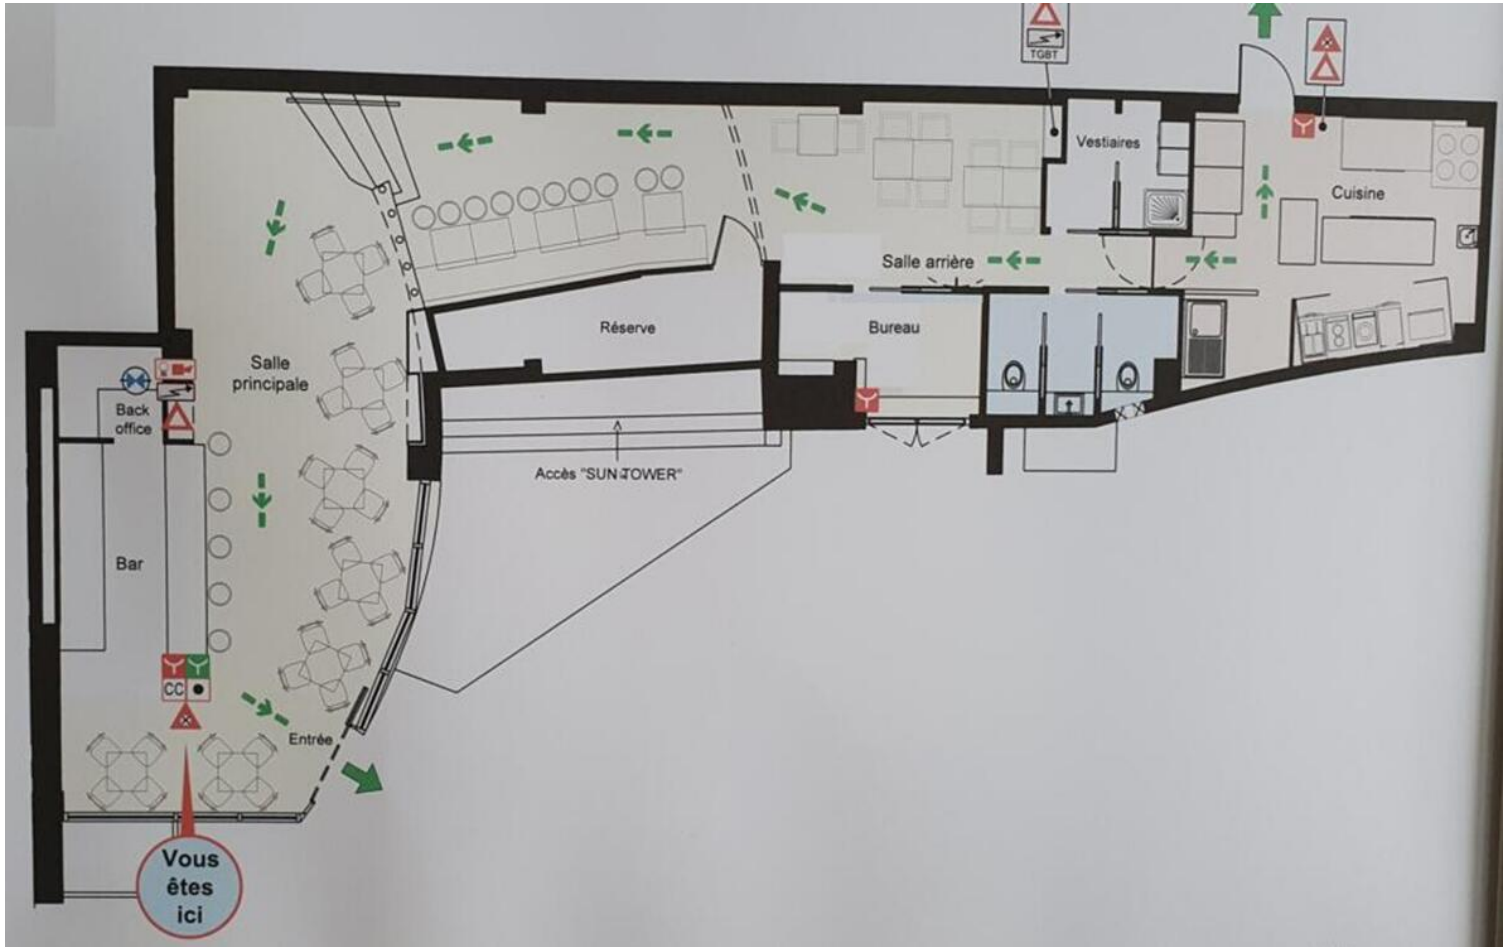 TGBT
Vestiaires
Cuisine
Salle arrière
Réserve
Bureau
Salle
principale
Back
office
Accès "SUN TOWER"
Bar
CC
Entrée
Vous
êtes
ici